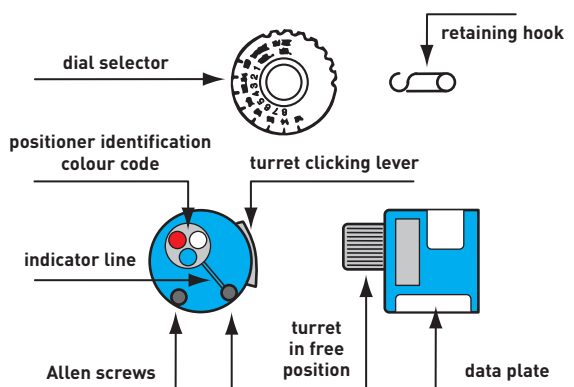 retaining hook
dial selector
positioner identification
colour code
turret clicking lever
indicator line
turret
in free
position
Allen screws
data plate